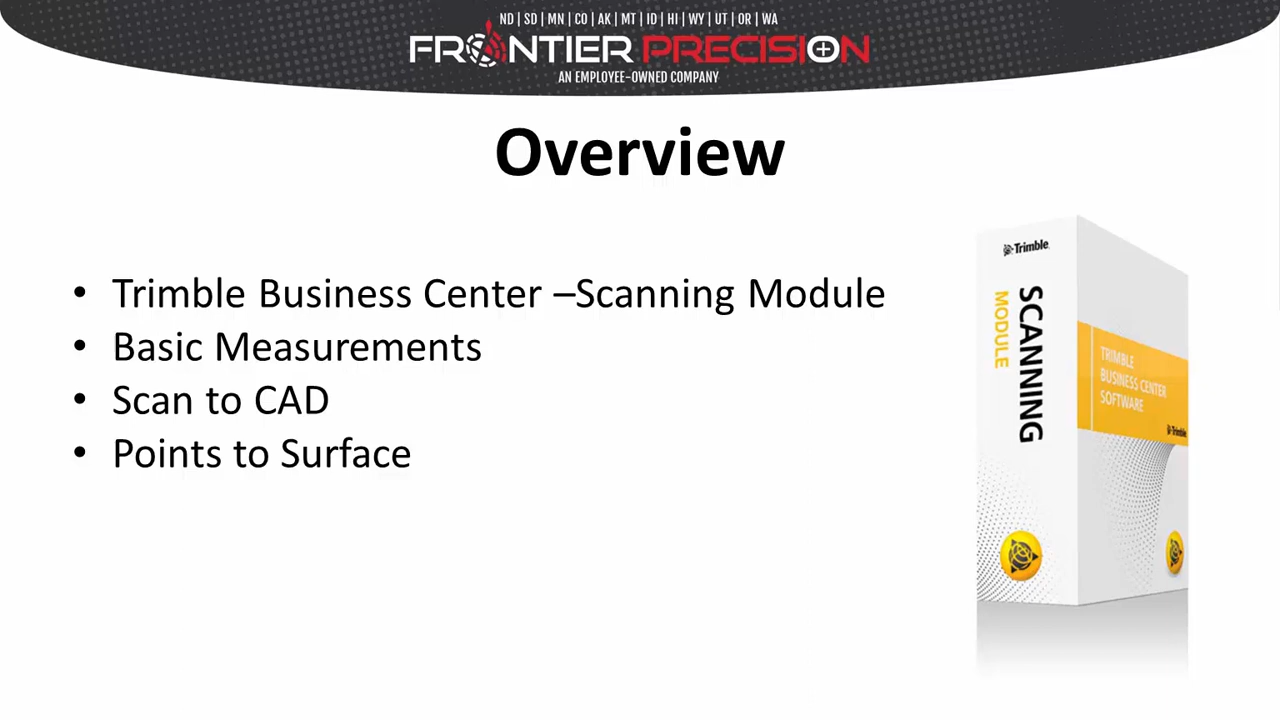 ND | SD | MN | CO | AK | MT | ID | HI | WY | UT | OR | WA
FRONTIER PRECISION
AN EMPLOYEE-OWNED COMPANY
Overview
• Trimble Business Center –Scanning Module
• Basic Measurements
• Scan to CAD
• Points to Surface
Trimble
SCANNING
MODULE
TRIMBLE
BUSINESS CENTER
SOFTWARE
Trimble